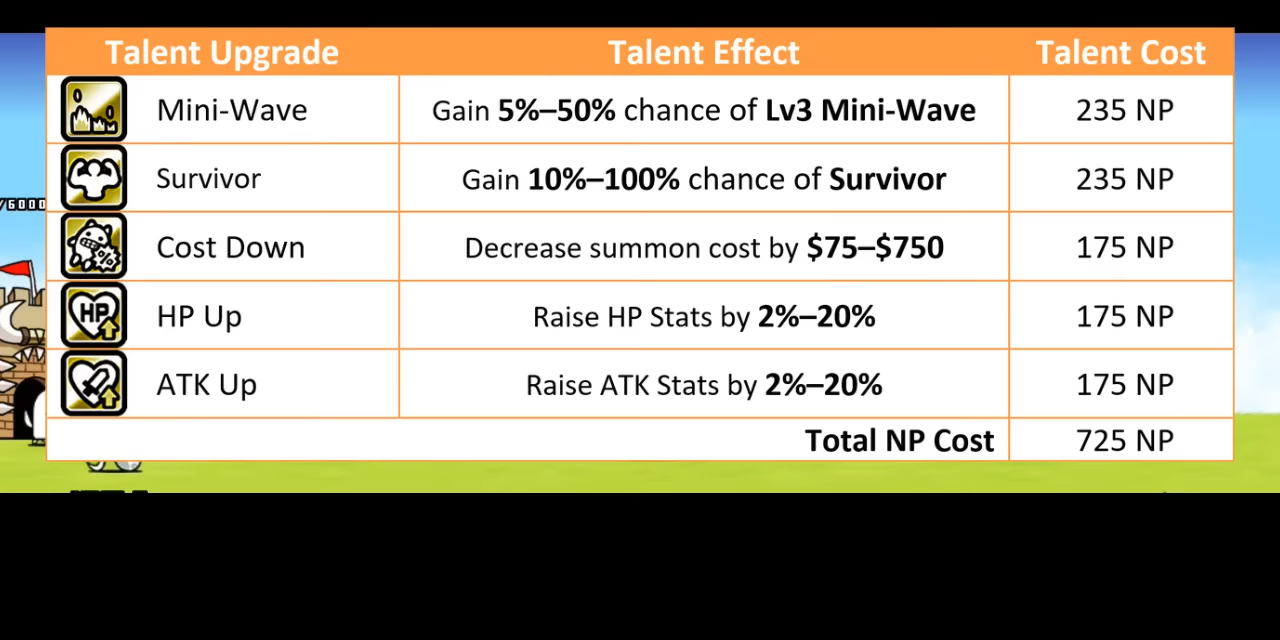 Talent Upgrade Talent Effect Talent Cost
Mini-Wave Gain 5%–50% chance of Lv3 Mini-Wave 235 NP
Survivor Gain 10%–100% chance of Survivor 235 NP
/6000
Cost Down Decrease summon cost by $75–$750 175 NP
HP HP Up Raise HP Stats by 2%–20% 175 NP
ATK Up Raise ATK Stats by 2%–20% 175 NP
Total NP Cost 725 NP